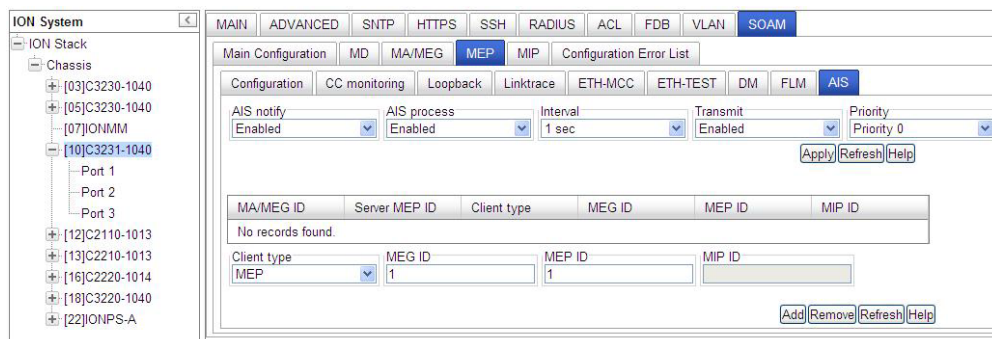 ION System
ION Stack
Chassis
[03]C3230-1040
[05]C3230-1040
[07]IONMM
[10]C3231-1040
Port 1
Port 2
Port 3
[12]C2110-1013
[13]C2210-1013
[16]C2220-1014
[18]C3220-1040
[22]IONPS-A
MAIN ADVANCED SNTP HTTPS SSH RADIUS ACL FDB VLAN SOAM
Main Configuration MD MA/MEG MEP MIP Configuration Error List
Configuration CC monitoring Loopback Linktrace ETH-MCC ETH-TEST DM FLM AIS
AIS notify AIS process Interval Transmit Priority
Enabled Enabled 1 sec Enabled Priority 0
Apply Refresh Help
MA/MEG ID Server MEP ID Client type MEG ID MEP ID MIP ID
No records found.
Client type MEG ID MEP ID MIP ID
MEP 1 1
Add Remove Refresh Help